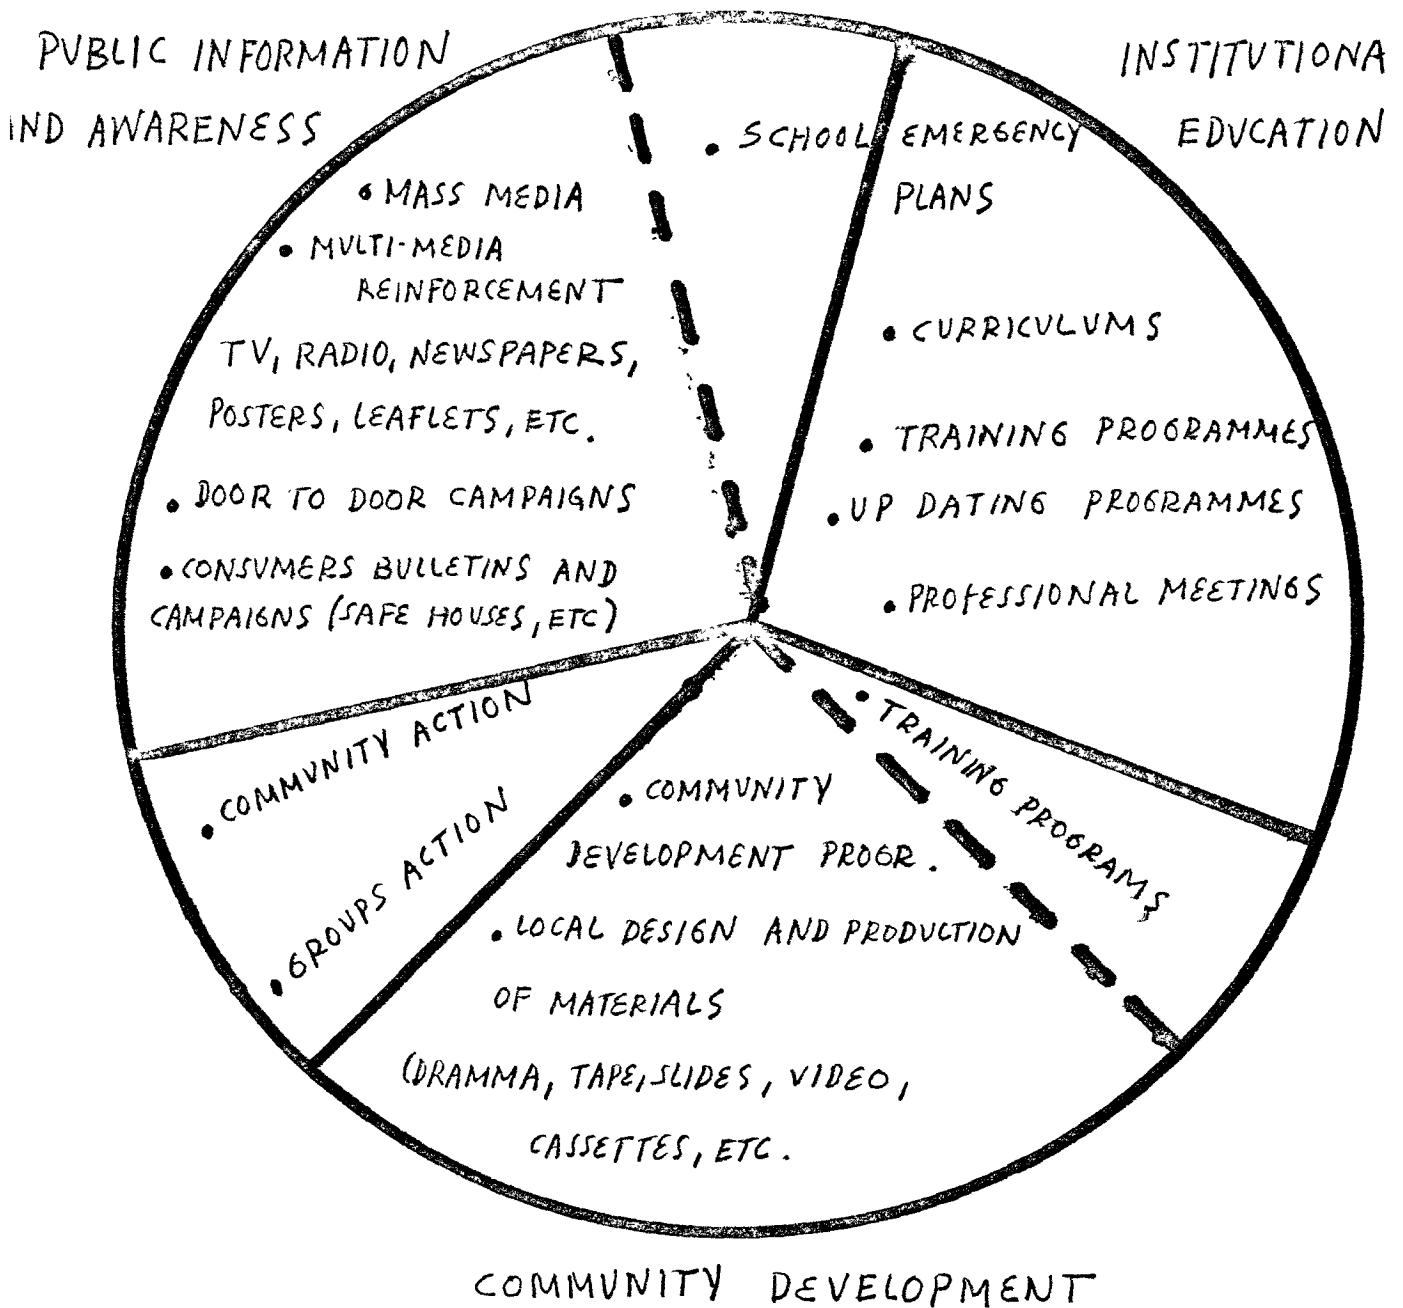 PUBLIC INFORMATION
IND AWARENESS
INSTITUTIONA
EDUCATION
• MASS MEDIA
• MULTI-MEDIA
REINFORCEMENT
TV, RADIO, NEWSPAPERS,
POSTERS, LEAFLETS, ETC.
• DOOR TO DOOR CAMPAIGNS
• CONSUMERS BULLETINS AND
CAMPAIGNS (SAFE HOUSES, ETC)
• SCHOOL EMERGENCY
PLANS
• CURRICULUMS
• TRAINING PROGRAMMES
• UP DATING PROGRAMMES
• PROFESSIONAL MEETINGS
• COMMUNITY ACTION
• GROUPS ACTION
• COMMUNITY
DEVELOPMENT PROGR.
• LOCAL DESIGN AND PRODUCTION
OF MATERIALS
(DRAMMA, TAPE, SLIDES, VIDEO,
CASSETTES, ETC.
• TRAINING PROGRAMS
COMMUNITY DEVELOPMENT